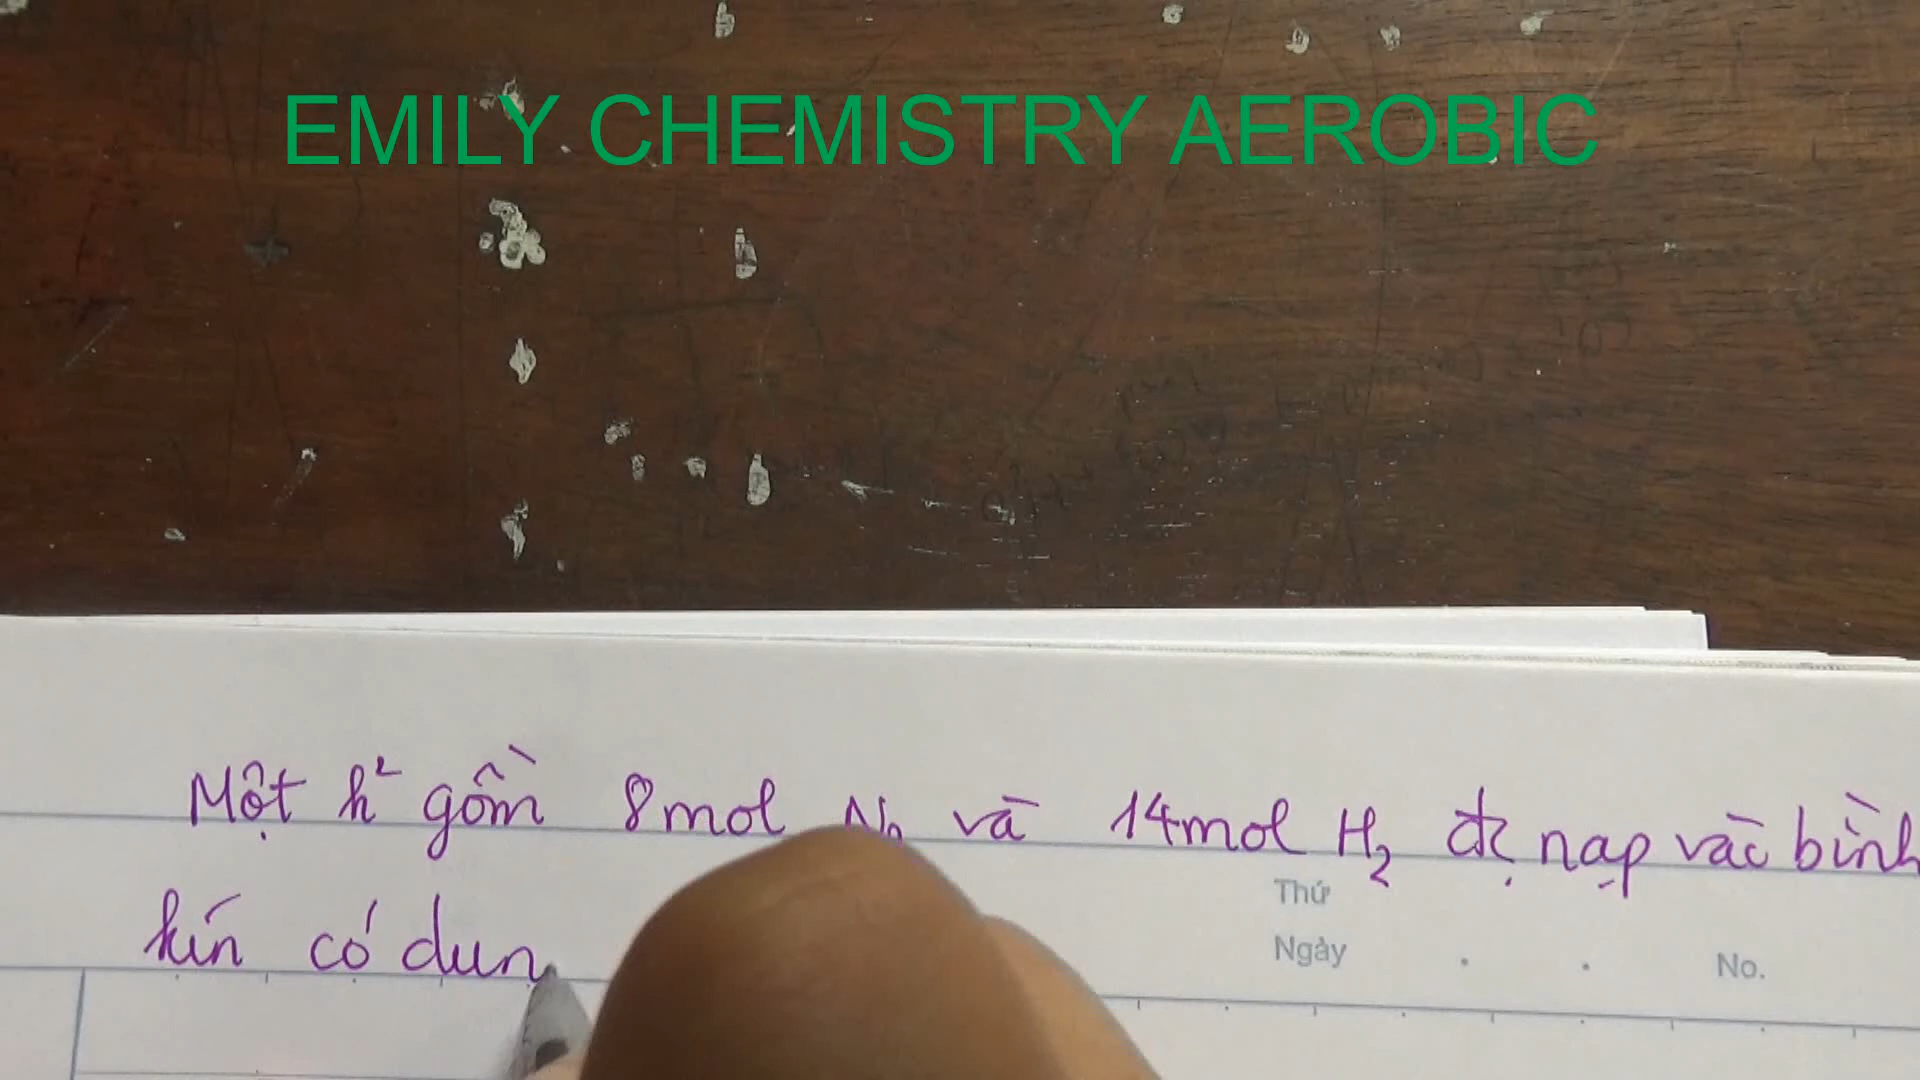 EMILY CHEMISTRY AEROBIC
Một h² gồm 8mol N₂ và 14mol H₂ đc nạp vào bình
kín có dun
Thứ
Ngày . . No.